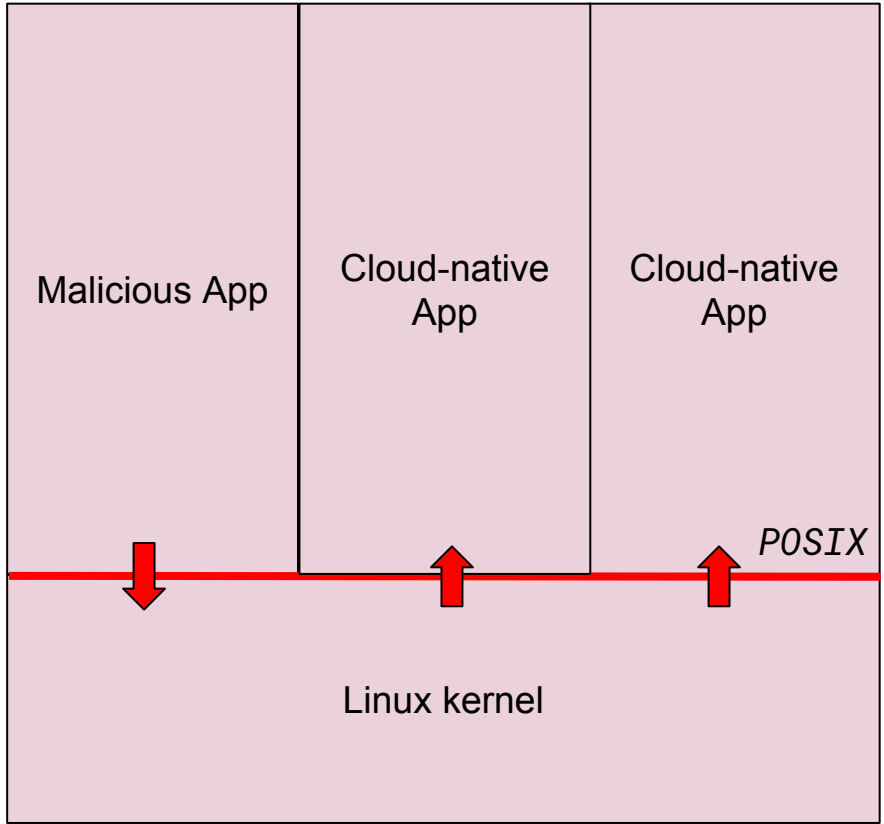 Malicious App
Cloud-native
App
Cloud-native
App
POSIX
Linux kernel